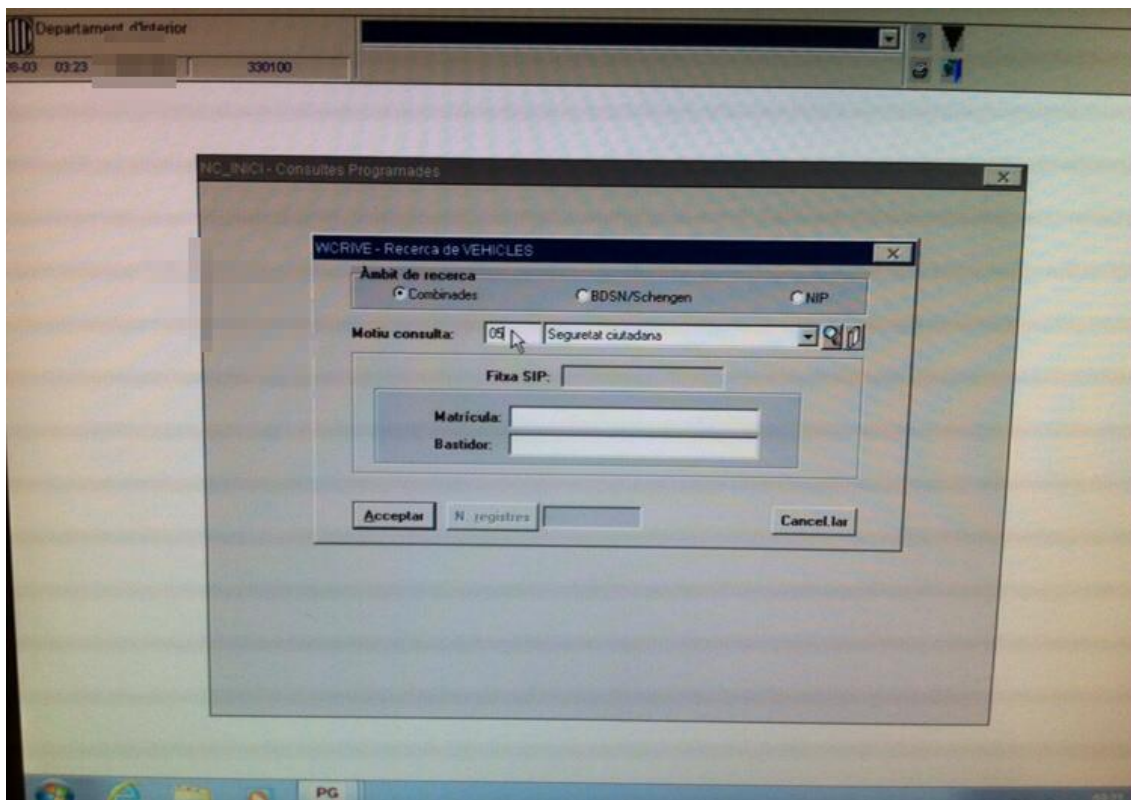 Departament d'Interior
03:23 330100
NC_INICI - Consultes Programades
WCRIVE - Recerca de VEHICLES
Àmbit de recerca
Combinades BDSN/Schengen NIP
Motiu consulta: 05 Seguretat ciutadana
Fitxa SIP:
Matrícula:
Bastidor:
Acceptar N. registres Cancel.lar
PG